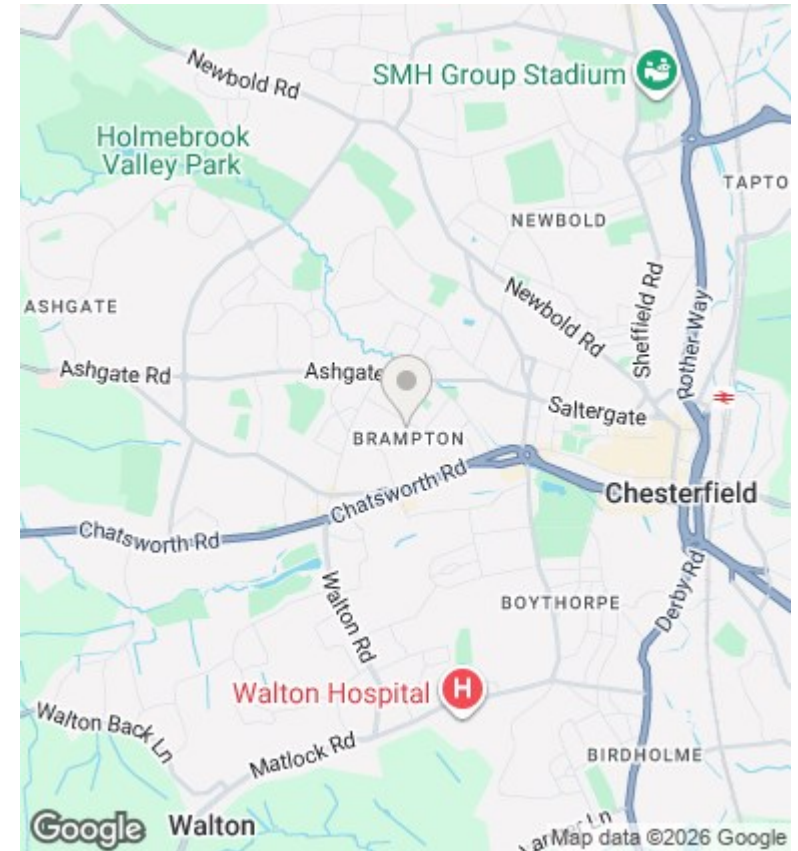 Newbold Rd
SMH Group Stadium
Holmebrook
Valley Park
TAPTO
NEWBOLD
Sheffield Rd
Newbold Rd
Rother Way
ASHGATE
Ashgate Rd
Ashgate
Saltergate
BRAMPTON
Chatsworth Rd
Chesterfield
Chatsworth Rd
Walton Rd
BOYTHORPE
Derby Rd
Walton Hospital
H
Walton Back Ln
Matlock Rd
BIRDHOLME
Walton
Google
Map data ©2026 Google